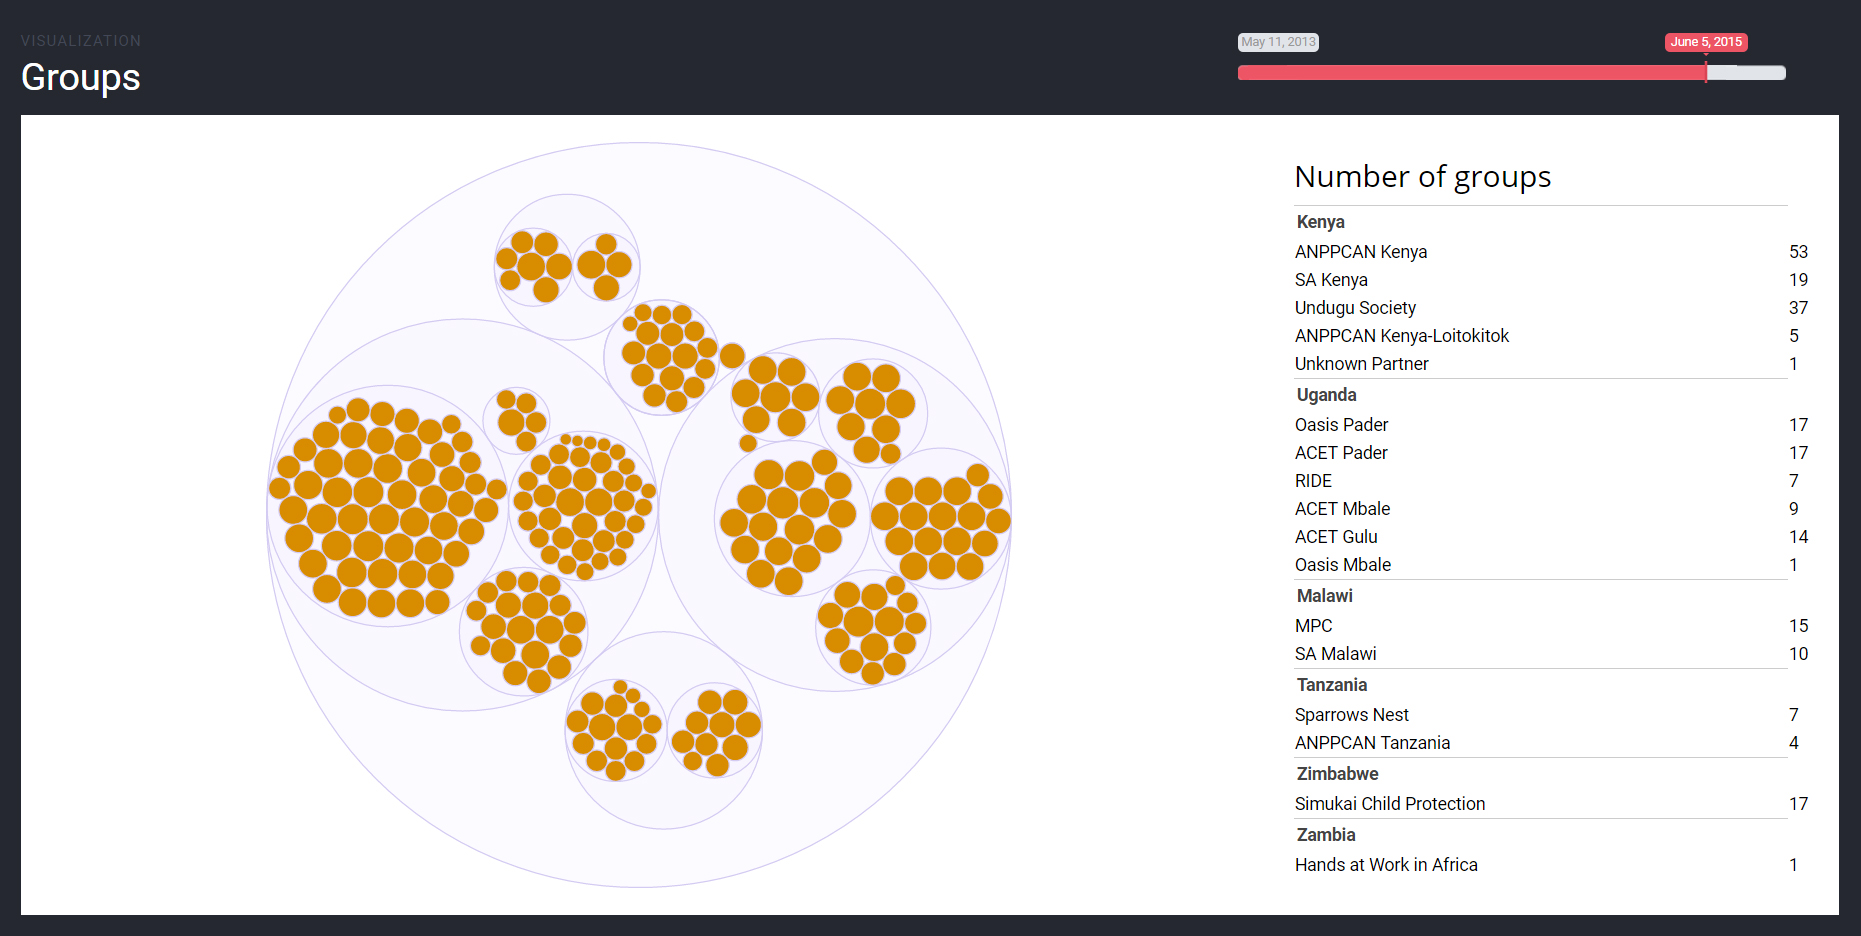 VISUALIZATION
Groups
May 11, 2013
June 5, 2015
Number of groups
Kenya
ANPPCAN Kenya 53
SA Kenya 19
Undugu Society 37
ANPPCAN Kenya-Loitokitok 5
Unknown Partner 1
Uganda
Oasis Pader 17
ACET Pader 17
RIDE 7
ACET Mbale 9
ACET Gulu 14
Oasis Mbale 1
Malawi
MPC 15
SA Malawi 10
Tanzania
Sparrows Nest 7
ANPPCAN Tanzania 4
Zimbabwe
Simukai Child Protection 17
Zambia
Hands at Work in Africa 1